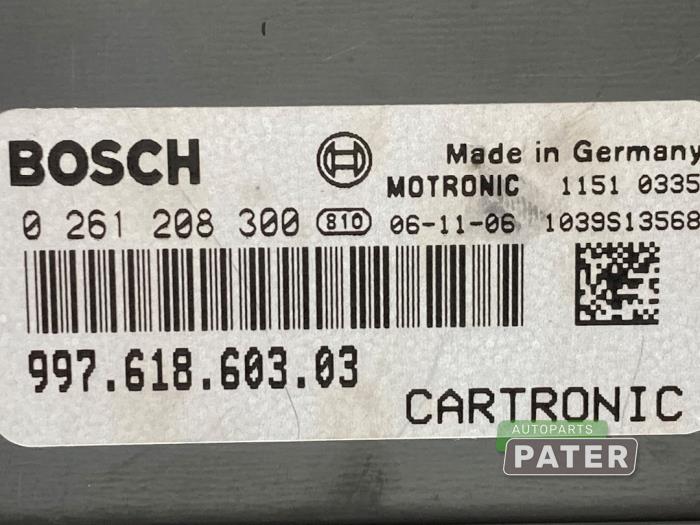 BOSCH
Made in Germany
MOTRONIC 1151 0335
0 261 208 300 810 06-11-06 1039S13568
997.618.603.03
CARTRONIC
AUTOPARTS
PATER